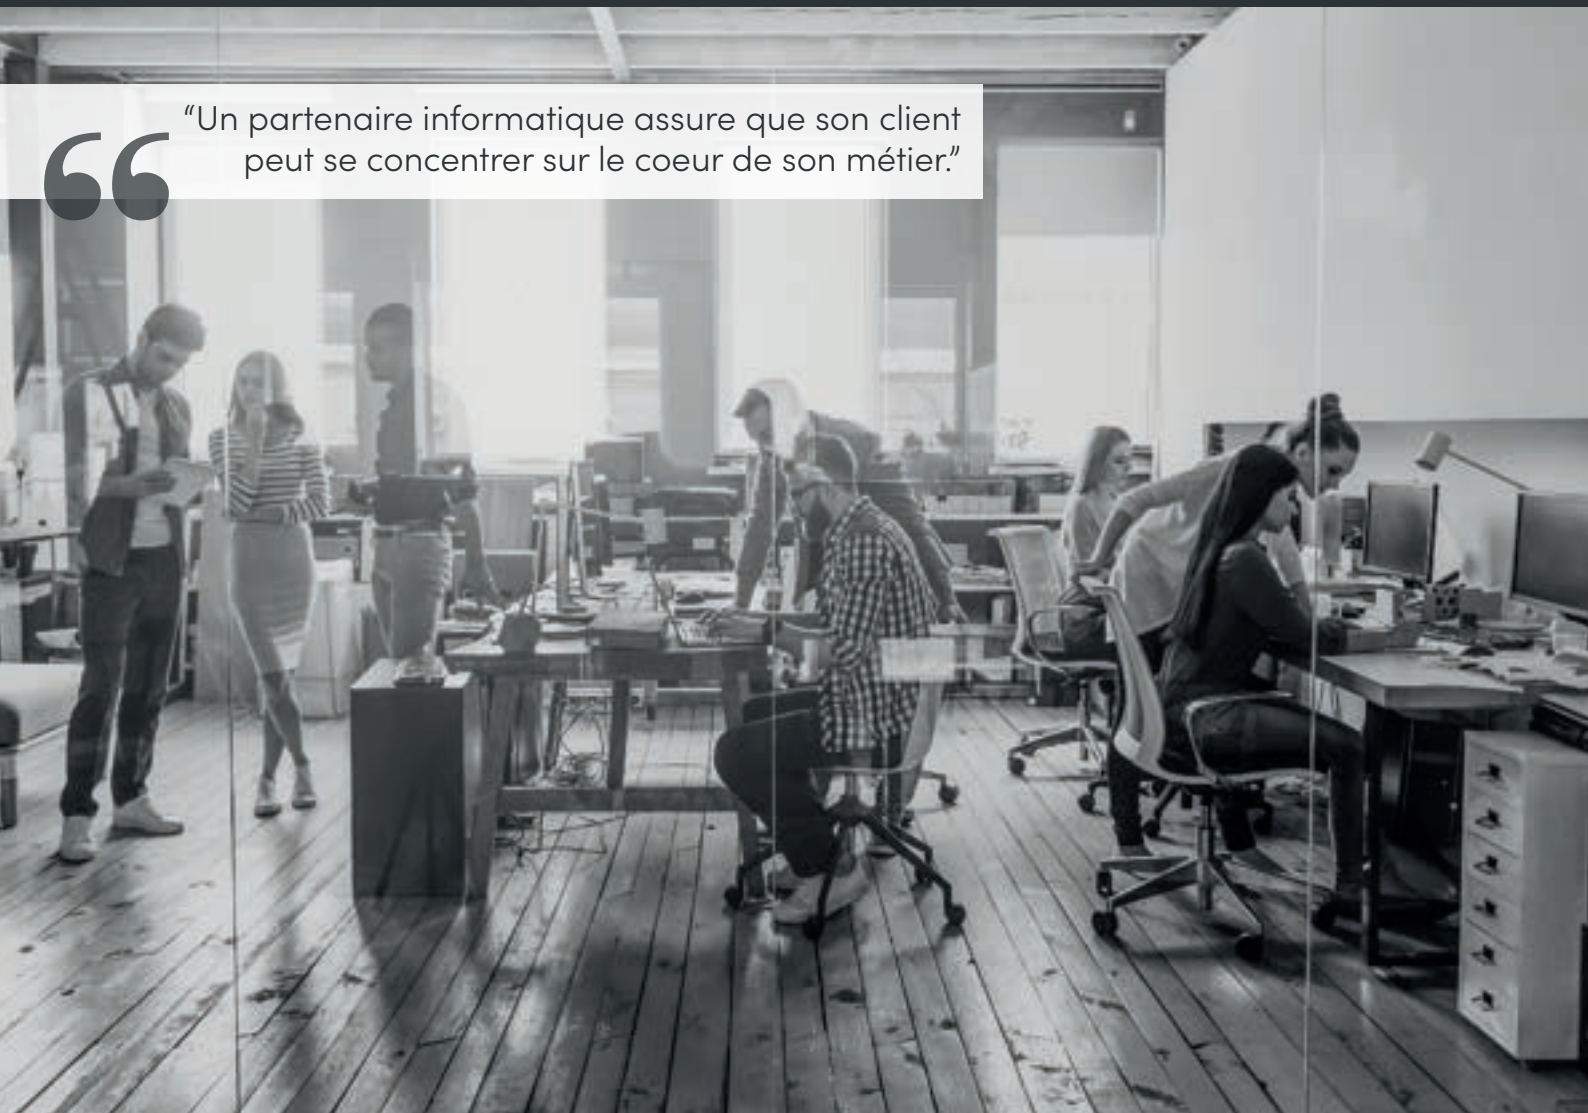 “Un partenaire informatique assure que son client
peut se concentrer sur le coeur de son métier.”